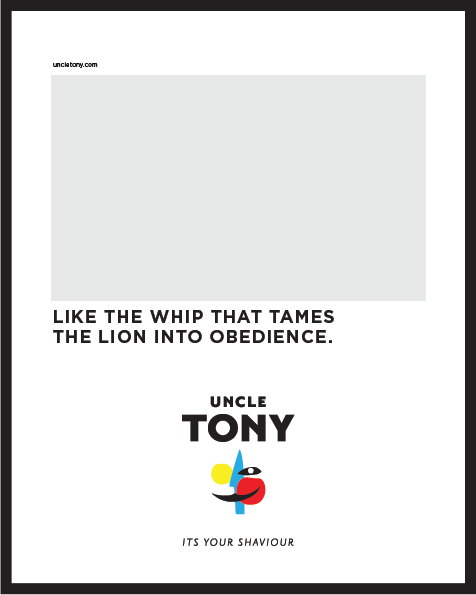 uncletony.com
LIKE THE WHIP THAT TAMES
THE LION INTO OBEDIENCE.
UNCLE
TONY
ITS YOUR SHAVIOUR